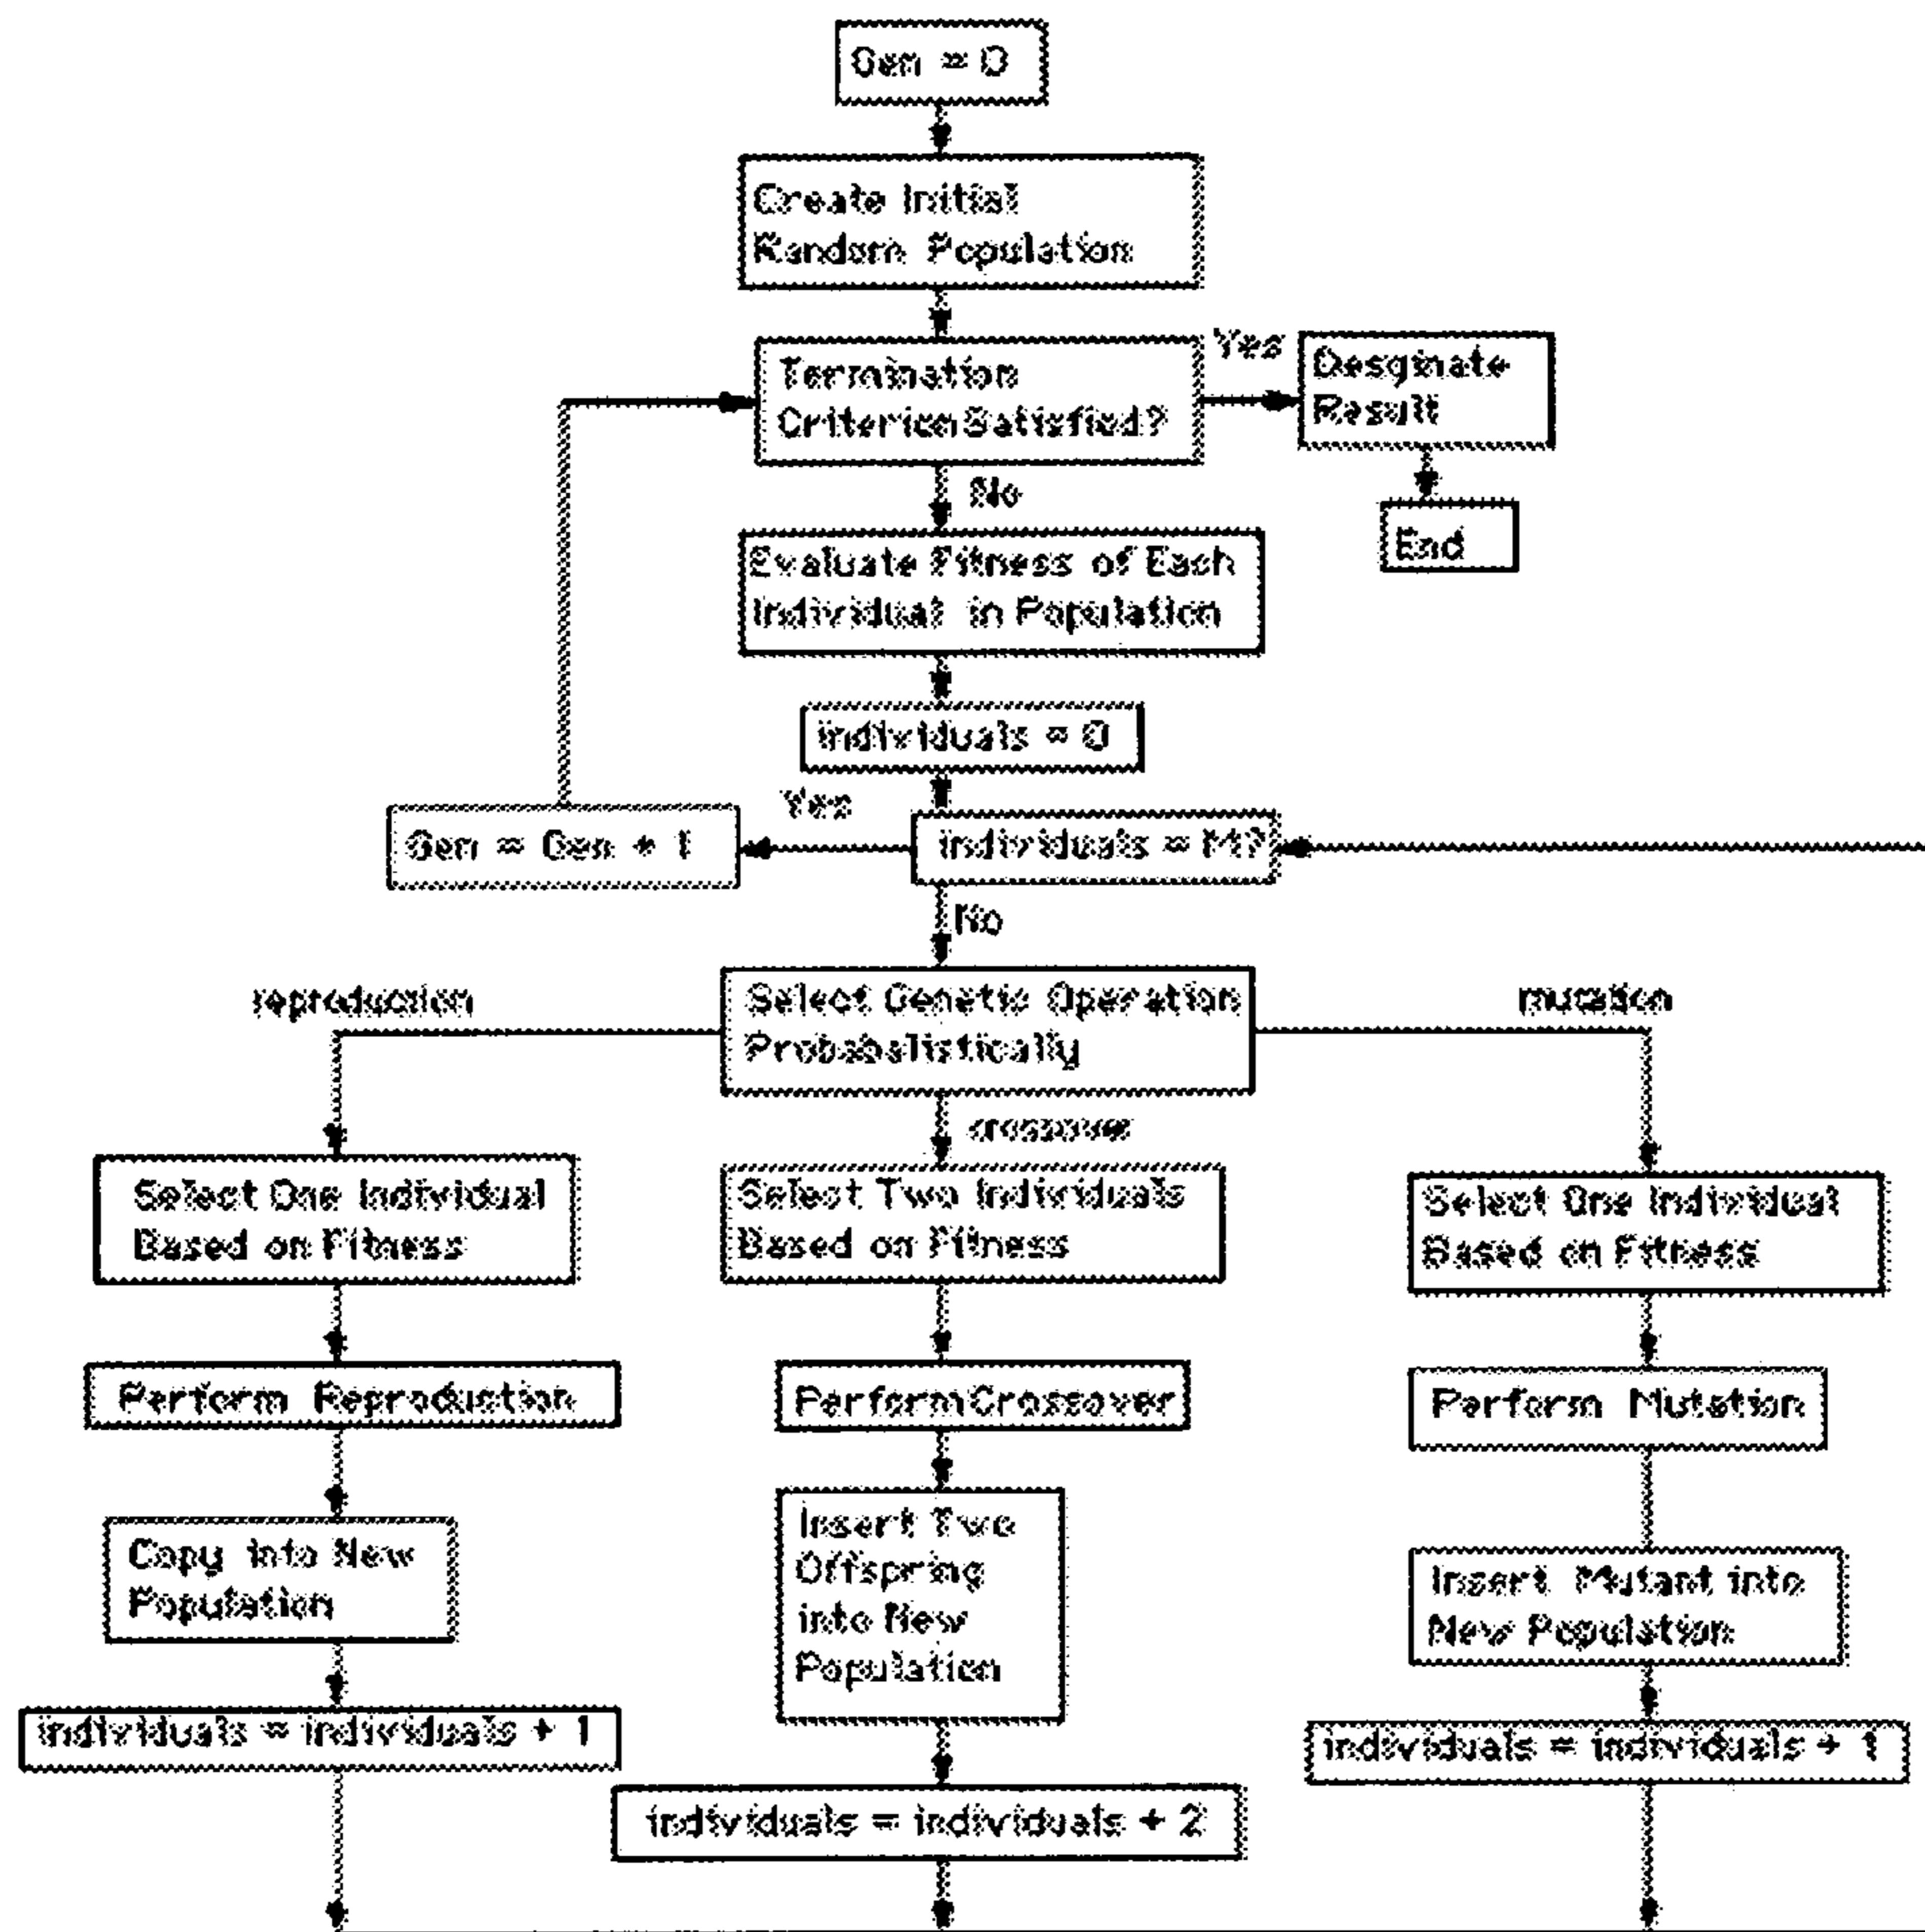 Gen = 0
Create Initial
Random Population
Termination
Criterion Satisfied?
Yes
Desginate
Result
End
No
Evaluate Fitness of Each
Individual in Population
individuals = 0
Yes
Gen = Gen + 1
individuals = M?
No
reproduction
Select Genetic Operation
Probabalistically
mutation
crossover
Select One Individual
Based on Fitness
Select Two Individuals
Based on Fitness
Select One Individual
Based on Fitness
Perform Reproduction
Perform Crossover
Perform Mutation
Copy into New
Population
Insert Two
Offspring
into New
Population
Insert Mutant into
New Population
individuals = individuals + 1
individuals = individuals + 2
individuals = individuals + 1